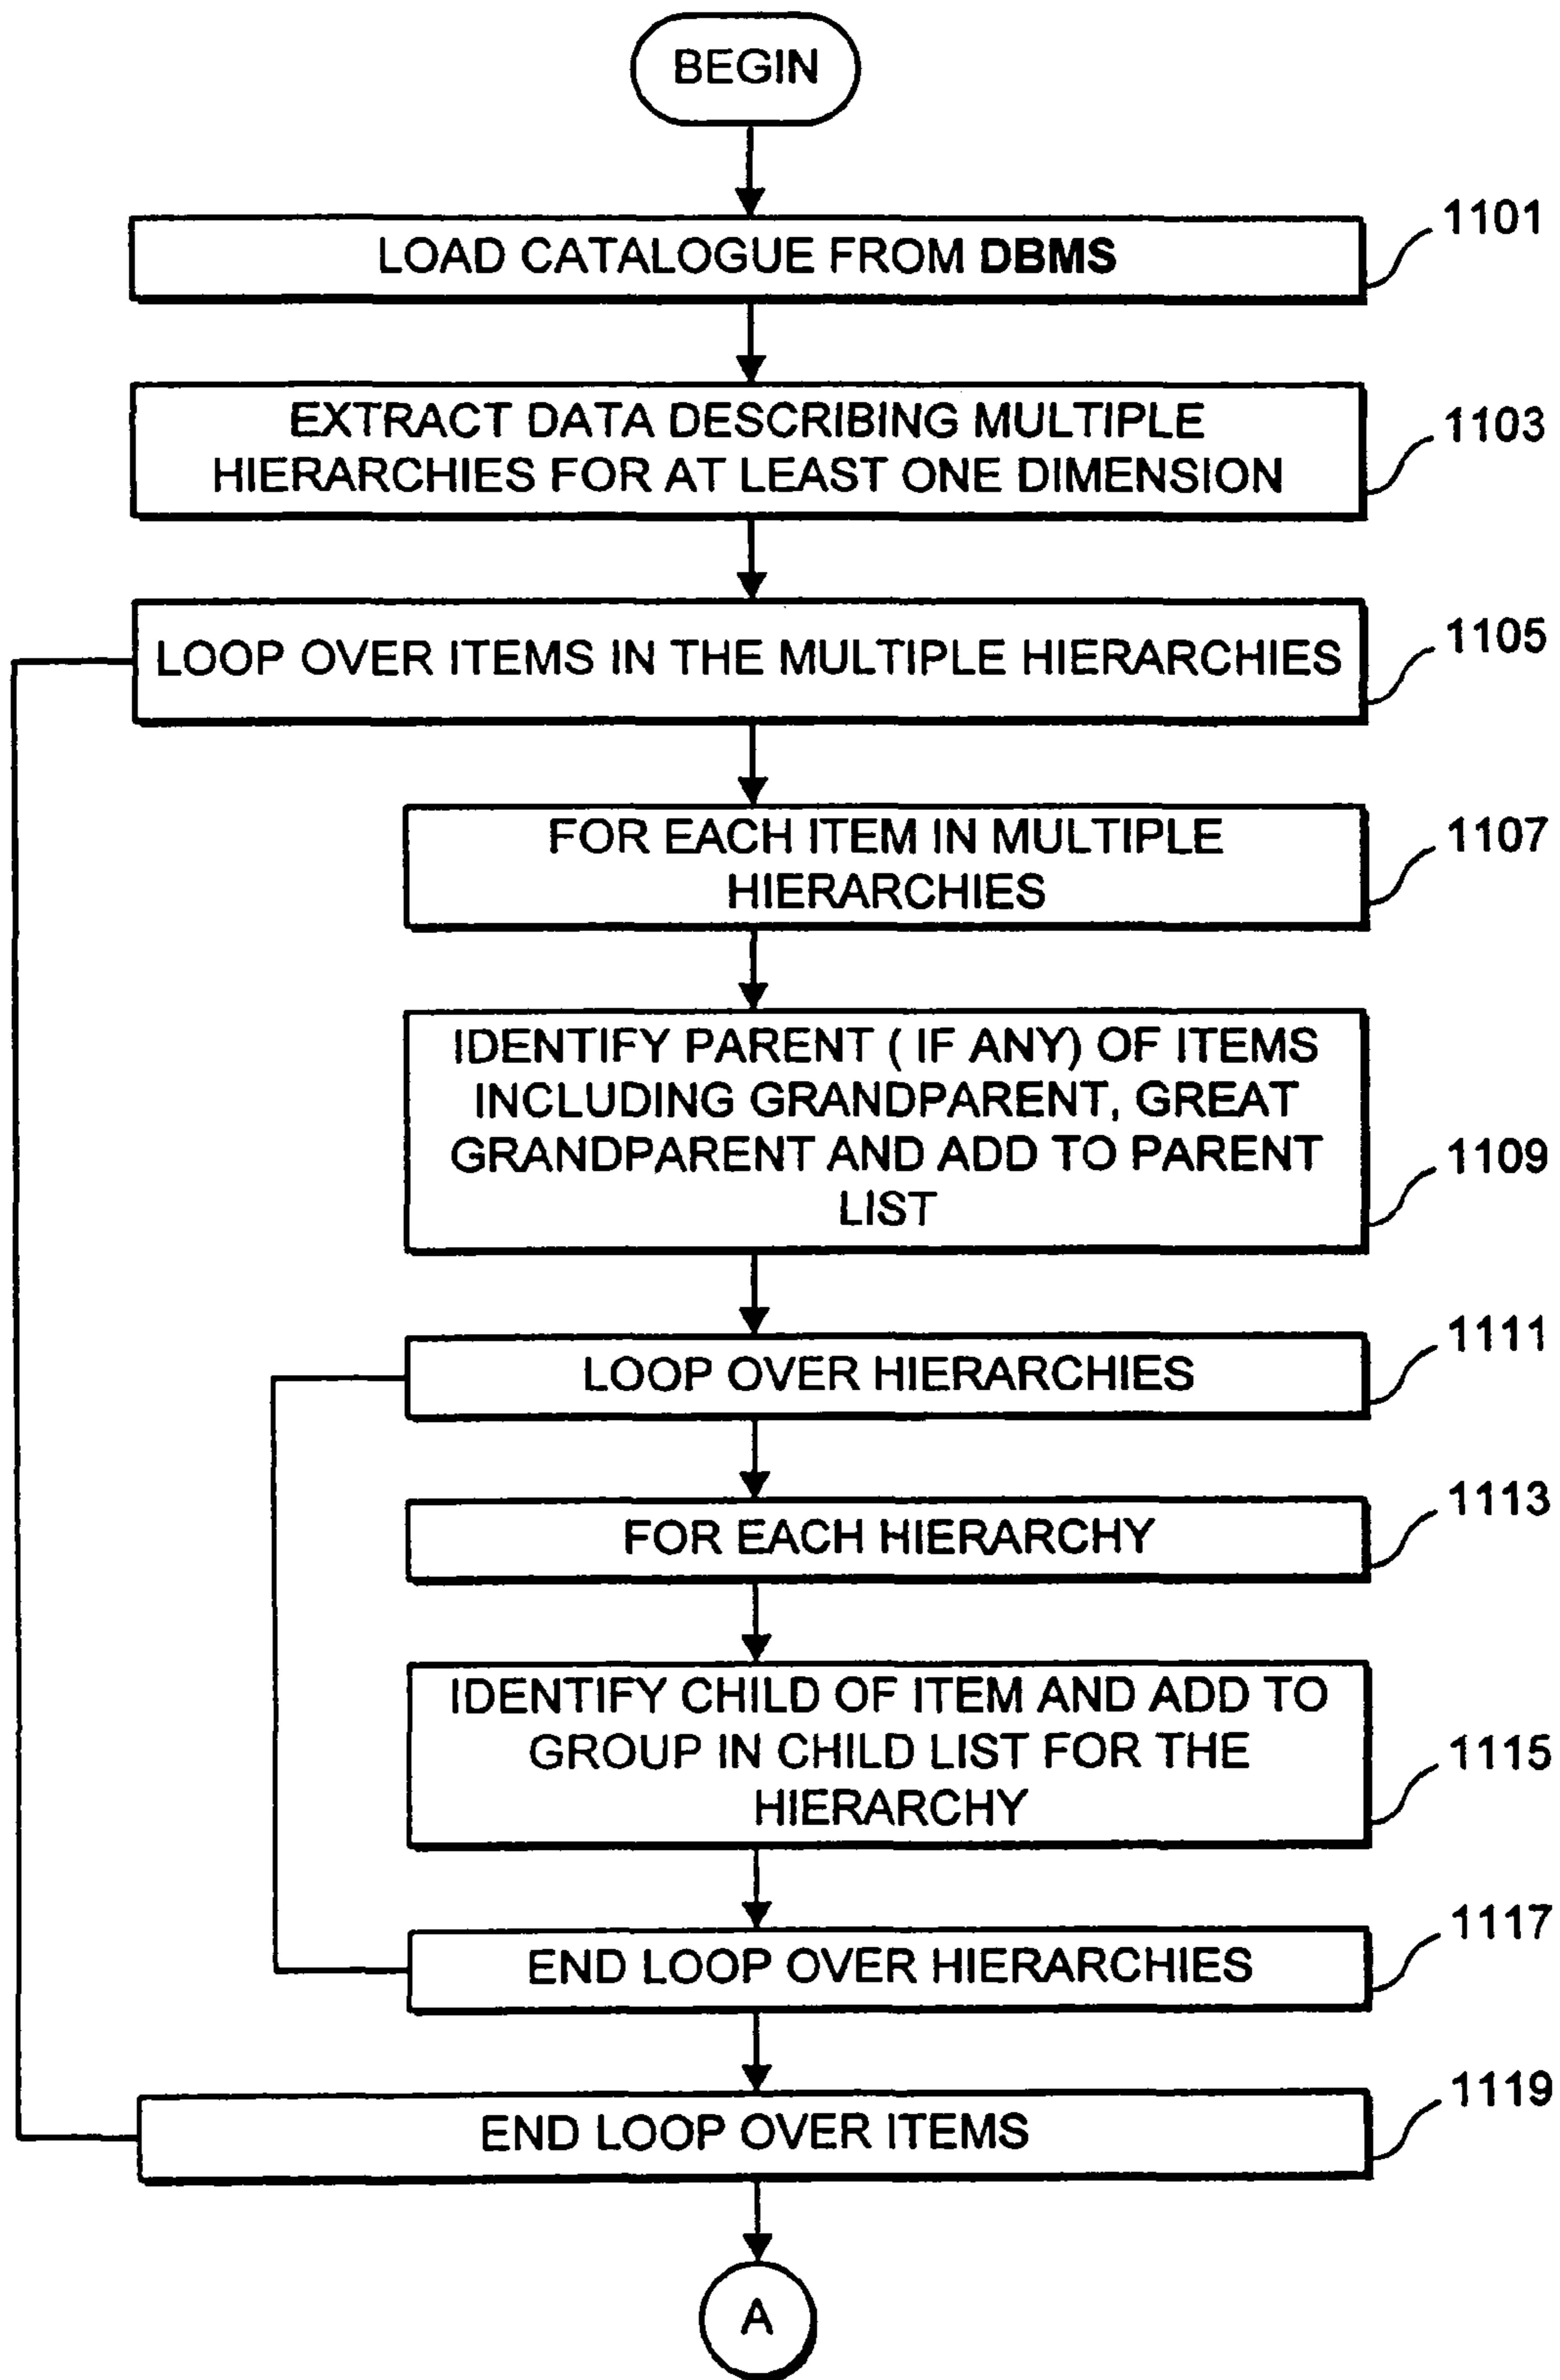 BEGIN
LOAD CATALOGUE FROM DBMS
1101
EXTRACT DATA DESCRIBING MULTIPLE
HIERARCHIES FOR AT LEAST ONE DIMENSION
1103
LOOP OVER ITEMS IN THE MULTIPLE HIERARCHIES
1105
FOR EACH ITEM IN MULTIPLE
HIERARCHIES
1107
IDENTIFY PARENT ( IF ANY) OF ITEMS
INCLUDING GRANDPARENT, GREAT
GRANDPARENT AND ADD TO PARENT
LIST
1109
LOOP OVER HIERARCHIES
1111
FOR EACH HIERARCHY
1113
IDENTIFY CHILD OF ITEM AND ADD TO
GROUP IN CHILD LIST FOR THE
HIERARCHY
1115
END LOOP OVER HIERARCHIES
1117
END LOOP OVER ITEMS
1119
A